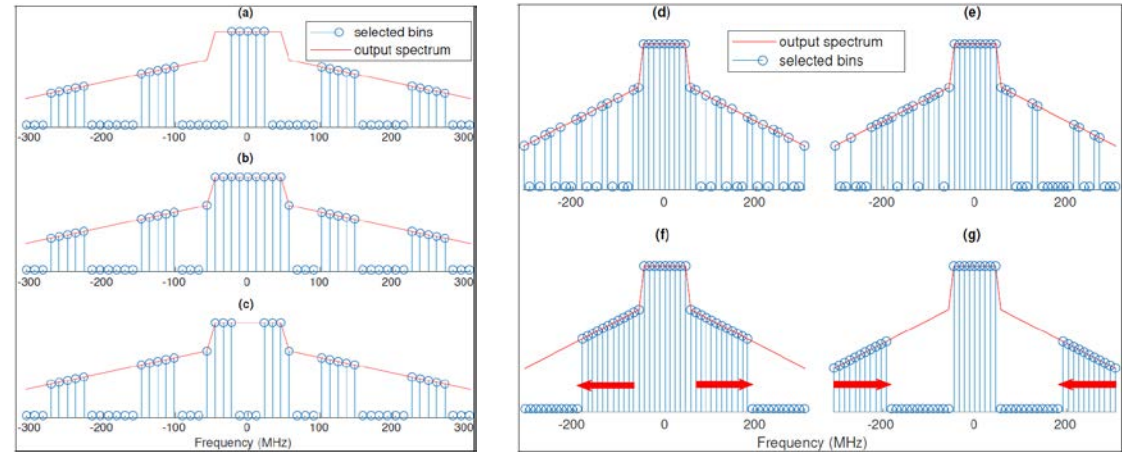 (a)
selected bins
output spectrum
-300 -200 -100 0 100 200 300
(b)
-300 -200 -100 0 100 200 300
(c)
-300 -200 -100 0 100 200 300
Frequency (MHz)
(d) (e)
output spectrum
selected bins
-200 0 200 -200 0 200
(f) (g)
-200 0 200 -200 0 200
Frequency (MHz) Frequency (MHz)